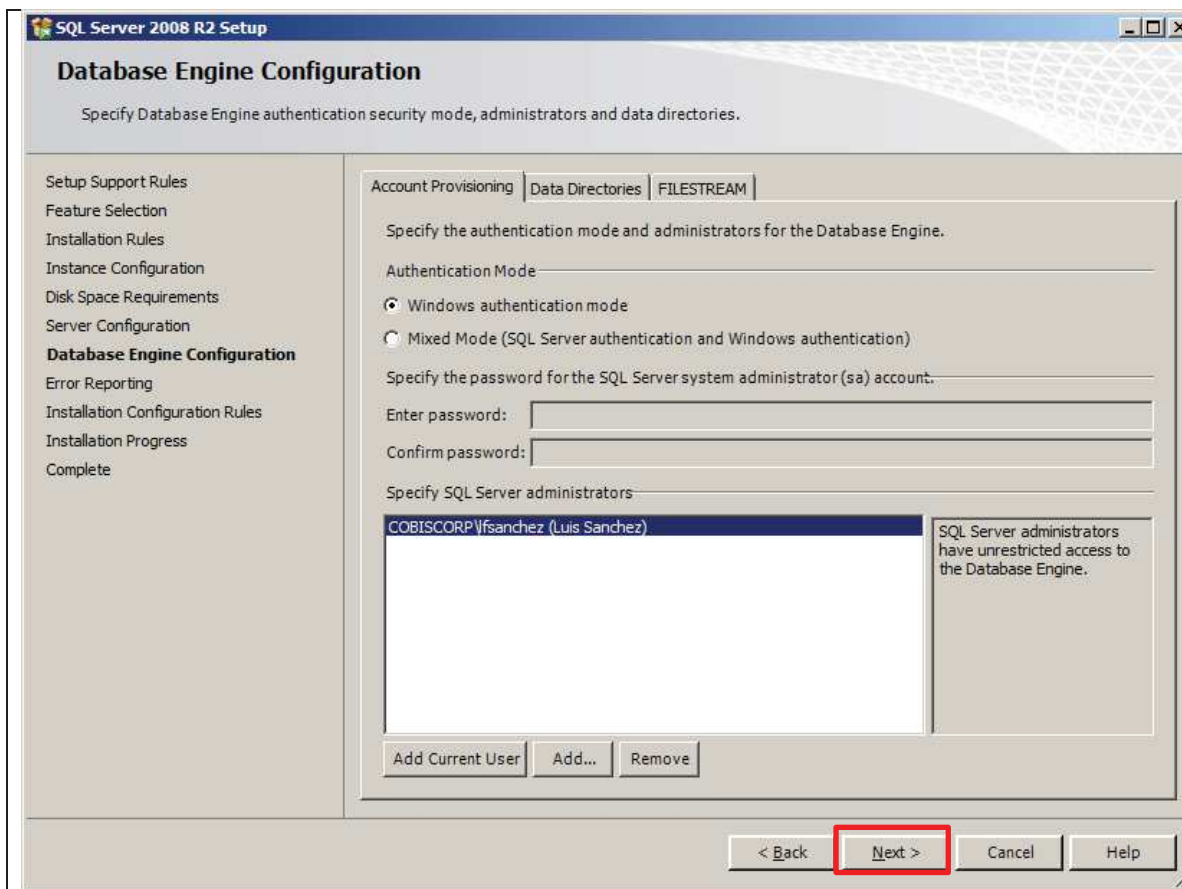 SQL Server 2008 R2 Setup
Database Engine Configuration
Specify Database Engine authentication security mode, administrators and data directories.
Setup Support Rules
Feature Selection
Installation Rules
Instance Configuration
Disk Space Requirements
Server Configuration
Database Engine Configuration
Error Reporting
Installation Configuration Rules
Installation Progress
Complete
Account Provisioning Data Directories FILESTREAM
Specify the authentication mode and administrators for the Database Engine.
Authentication Mode
Windows authentication mode
Mixed Mode (SQL Server authentication and Windows authentication)
Specify the password for the SQL Server system administrator (sa) account.
Enter password:
Confirm password:
Specify SQL Server administrators
COBISCORP\lfsanchez (Luis Sanchez)
SQL Server administrators
have unrestricted access to
the Database Engine.
Add Current User Add... Remove
< Back Next > Cancel Help